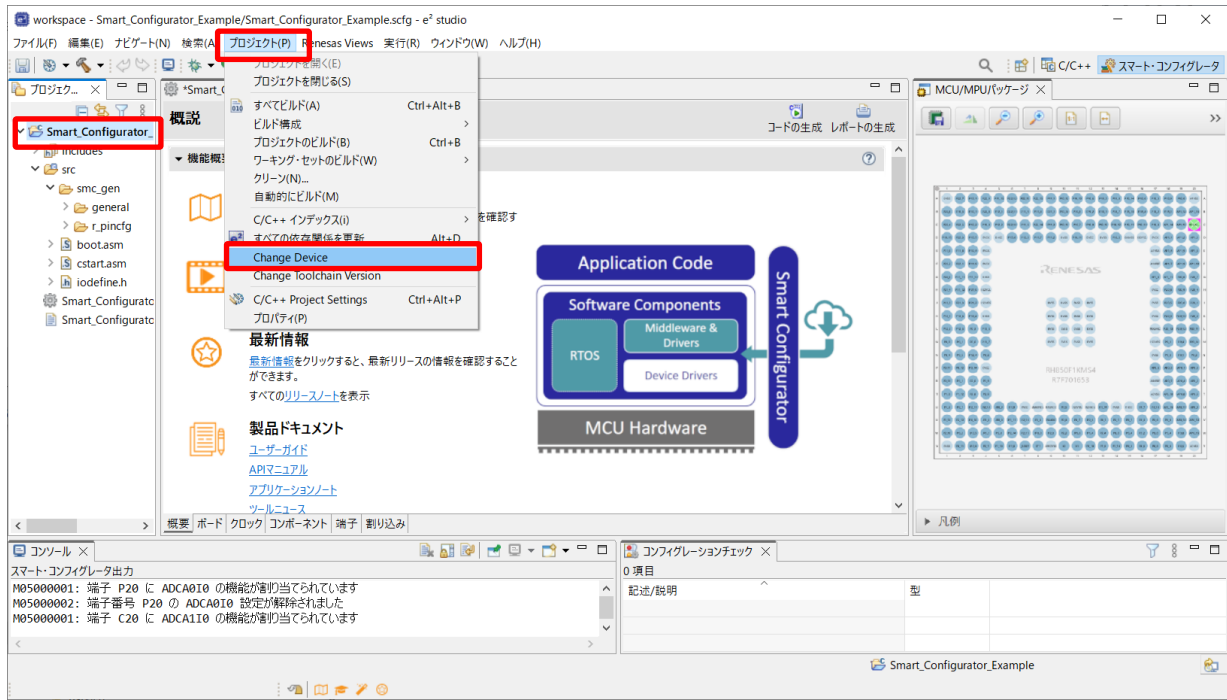 workspace - Smart_Configurator_Example/Smart_Configurator_Example.scfg - e² studio
ファイル(F) 編集(E) ナビゲート(N) 検索(A プロジェクト(P) Renesas Views 実行(R) ウィンドウ(W) ヘルプ(H)
C/C++ スマート・コンフィグレータ
プロジェク...
Smart_Configurator_
Includes
src
smc_gen
general
r_pincfg
boot.asm
cstart.asm
iodefine.h
Smart_Configuratc
Smart_Configuratc
プロジェクトを開く(E)
プロジェクトを閉じる(S)
すべてビルド(A) Ctrl+Alt+B
ビルド構成
プロジェクトのビルド(B) Ctrl+B
ワーキング・セットのビルド(W)
クリーン(N)...
自動的にビルド(M)
C/C++ インデックス(i)
すべての依存関係を更新 Alt+D
Change Device
Change Toolchain Version
C/C++ Project Settings Ctrl+Alt+P
プロパティ(P)
*Smart_C
概説
コードの生成 レポートの生成
機能概
を確認す
最新情報
最新情報をクリックすると、最新リリースの情報を確認すること
ができます。
すべてのリリースノートを表示
製品ドキュメント
ユーザーガイド
APIマニュアル
アプリケーションノート
ツールニュース
Application Code
Software Components
RTOS
Middleware &
Drivers
Device Drivers
MCU Hardware
Smart Configurator
概要 ボード クロック コンポーネント 端子 割り込み
MCU/MPUパッケージ
RENESAS
凡例
コンソール
スマート・コンフィグレータ出力
M05000001: 端子 P20 に ADCA0I0 の機能が割り当てられています
M05000002: 端子番号 P20 の ADCA0I0 設定が解除されました
M05000001: 端子 C20 に ADCA1I0 の機能が割り当てられています
コンフィグレーションチェック
0 項目
記述/説明 型
Smart_Configurator_Example